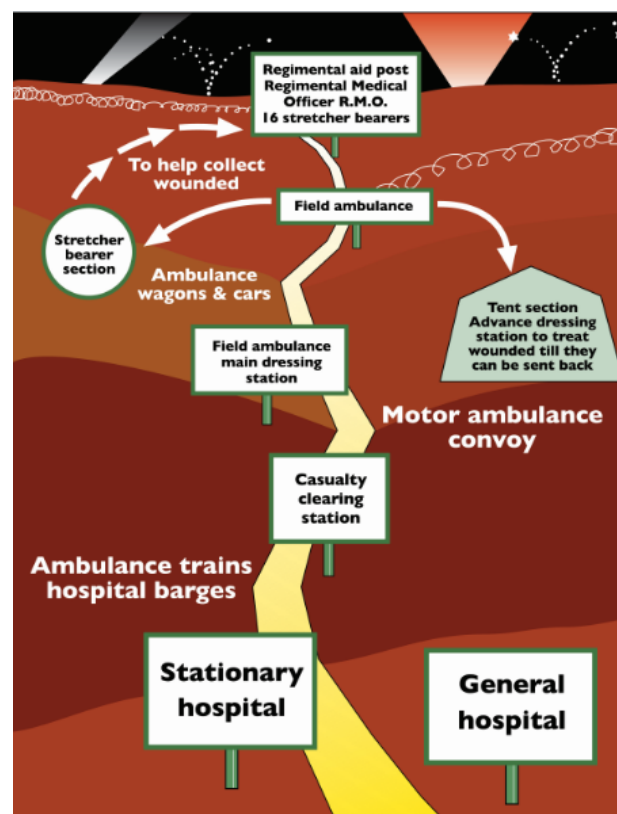 Regimental aid post
Regimental Medical
Officer R.M.O.
16 stretcher bearers
To help collect
wounded
Field ambulance
Stretcher
bearer
section
Ambulance
wagons & cars
Tent section
Advance dressing
station to treat
wounded till they
can be sent back
Field ambulance
main dressing
station
Motor ambulance
convoy
Casualty
clearing
station
Ambulance trains
hospital barges
Stationary
hospital
General
hospital